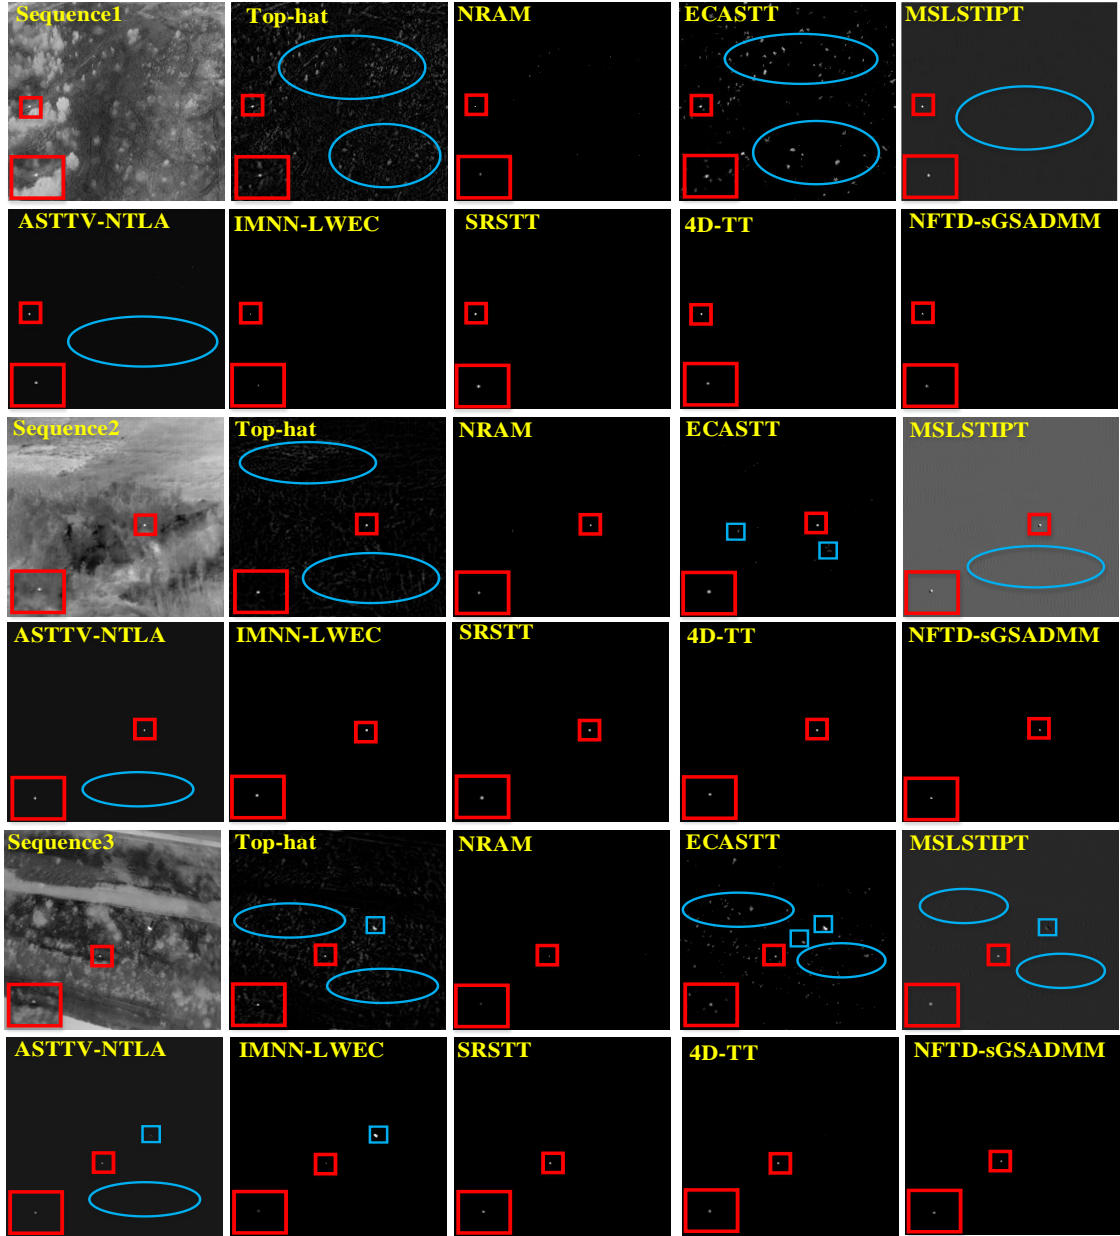 Sequence1
Top-hat
NRAM
ECASTT
MSLSTIPT
ASTTV-NTLA
IMNN-LWEC
SRSTT
4D-TT
NFTD-sGSADMM
Sequence2
Top-hat
NRAM
ECASTT
MSLSTIPT
ASTTV-NTLA
IMNN-LWEC
SRSTT
4D-TT
NFTD-sGSADMM
Sequence3
Top-hat
NRAM
ECASTT
MSLSTIPT
ASTTV-NTLA
IMNN-LWEC
SRSTT
4D-TT
NFTD-sGSADMM